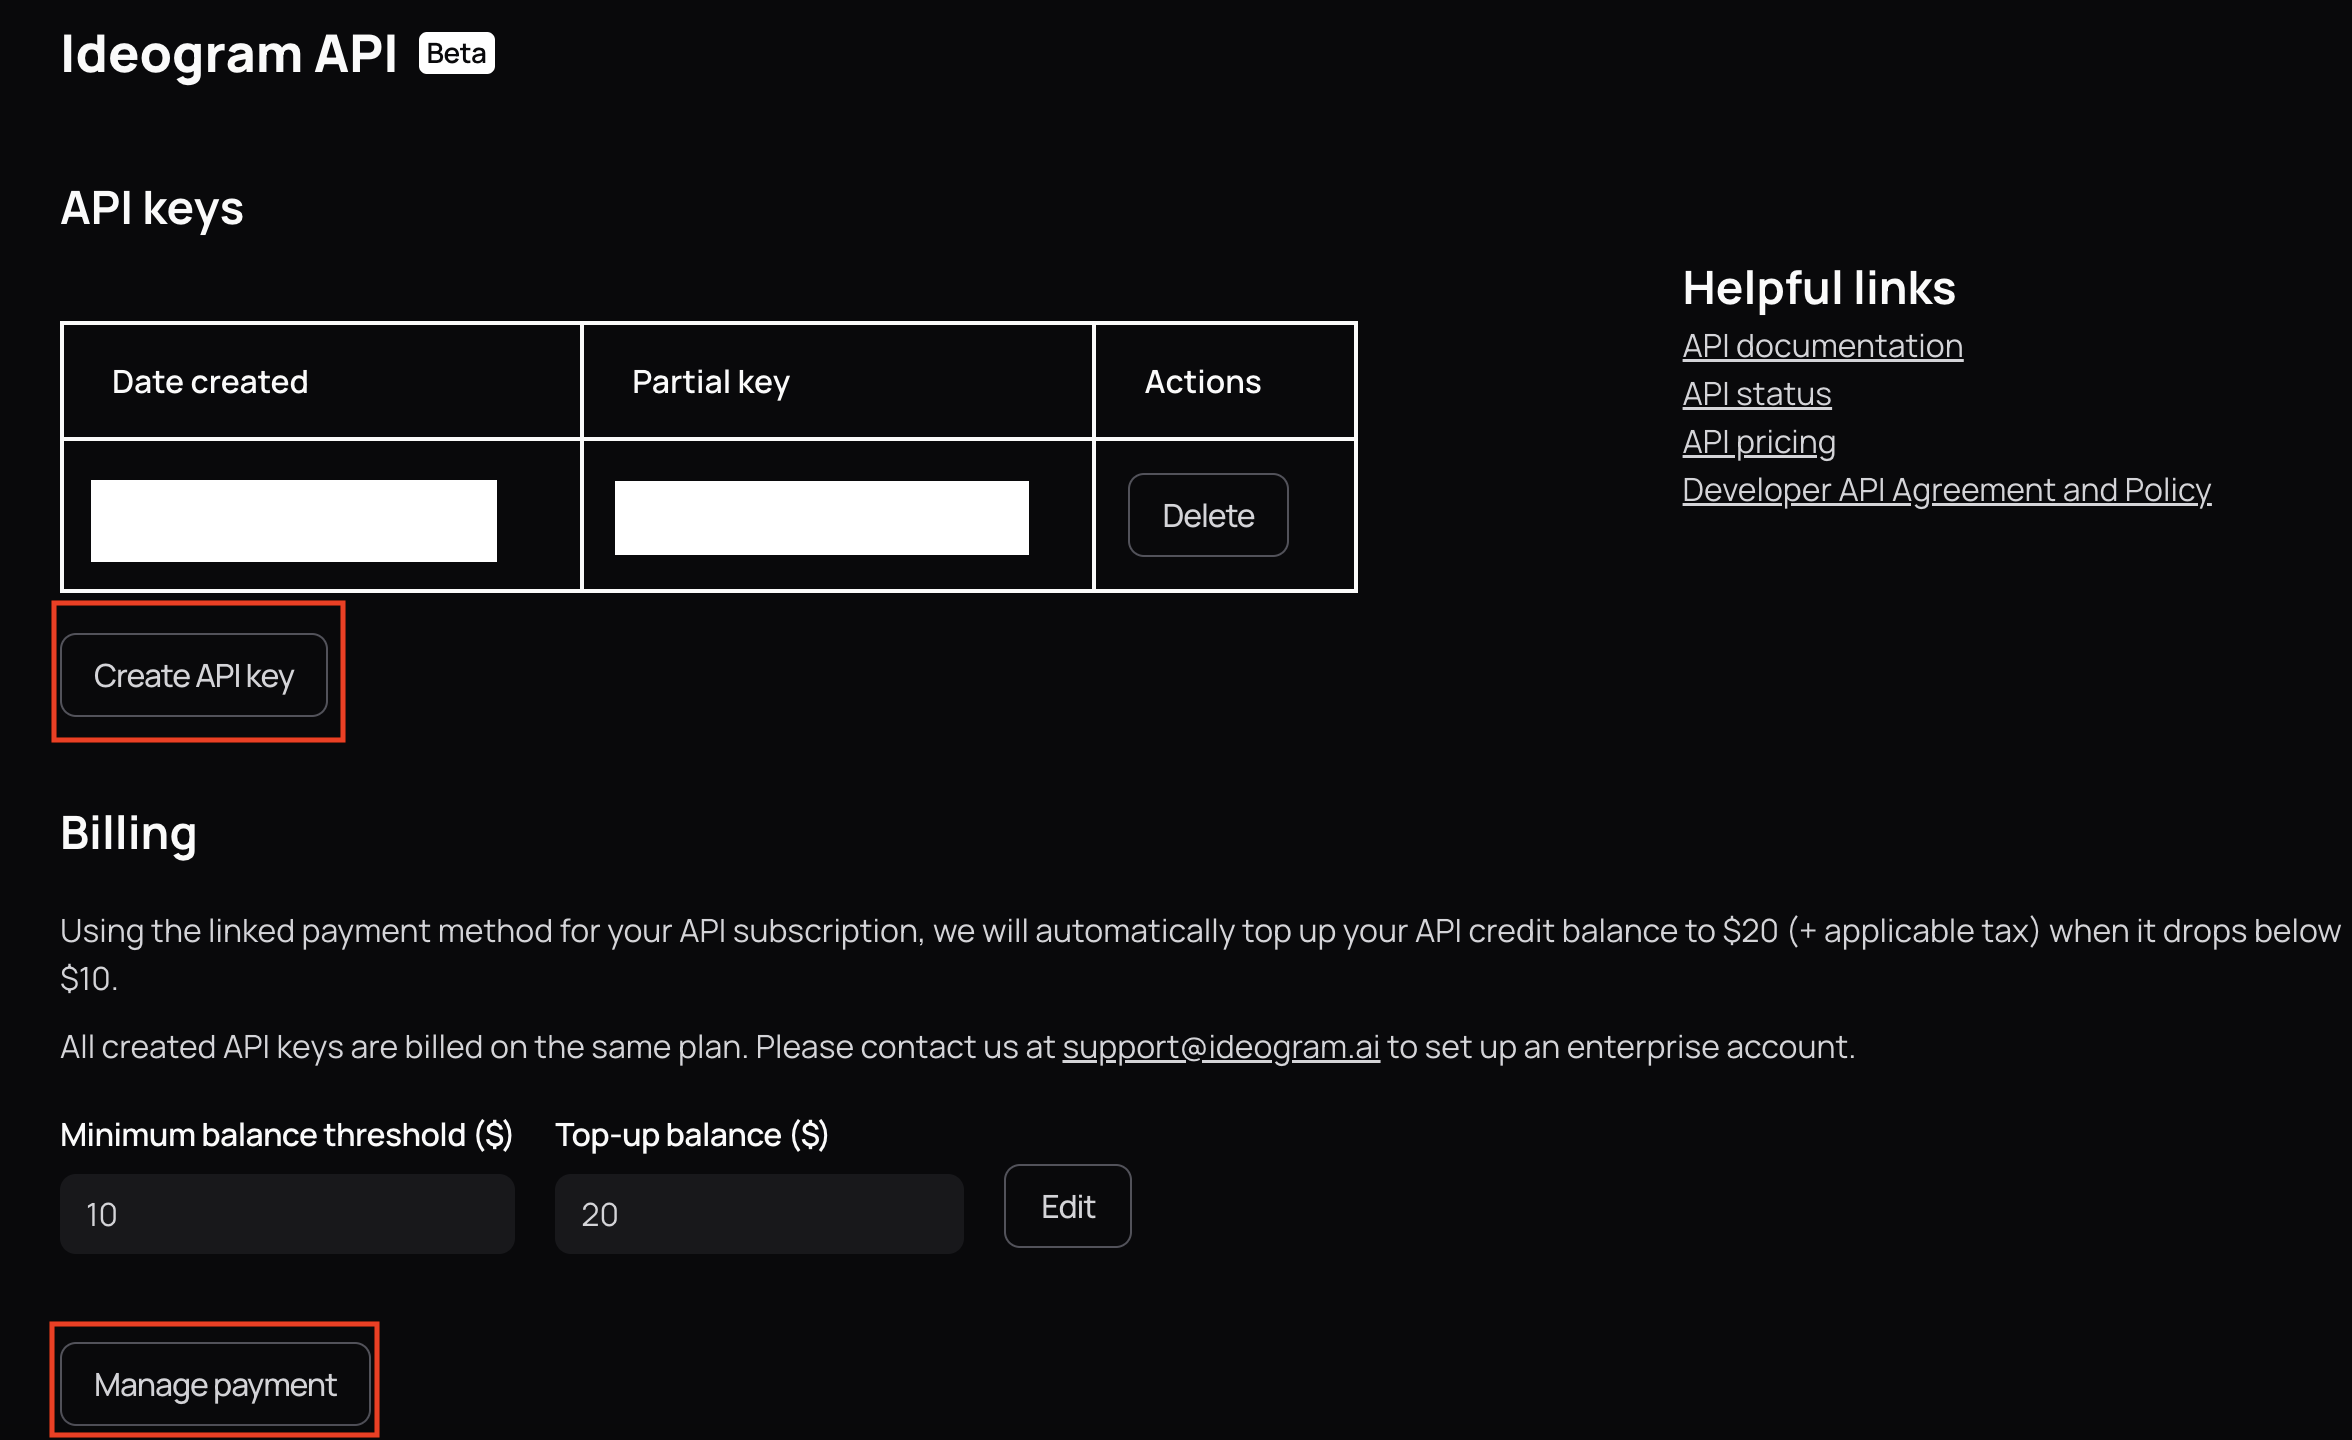 Ideogram API Beta
API keys
Helpful links
API documentation
API status
API pricing
Developer API Agreement and Policy
Date created Partial key Actions
Delete
Create API key
Billing
Using the linked payment method for your API subscription, we will automatically top up your API credit balance to $20 (+ applicable tax) when it drops below
$10.
All created API keys are billed on the same plan. Please contact us at support@ideogram.ai to set up an enterprise account.
Minimum balance threshold ($) Top-up balance ($)
10 20 Edit
Manage payment